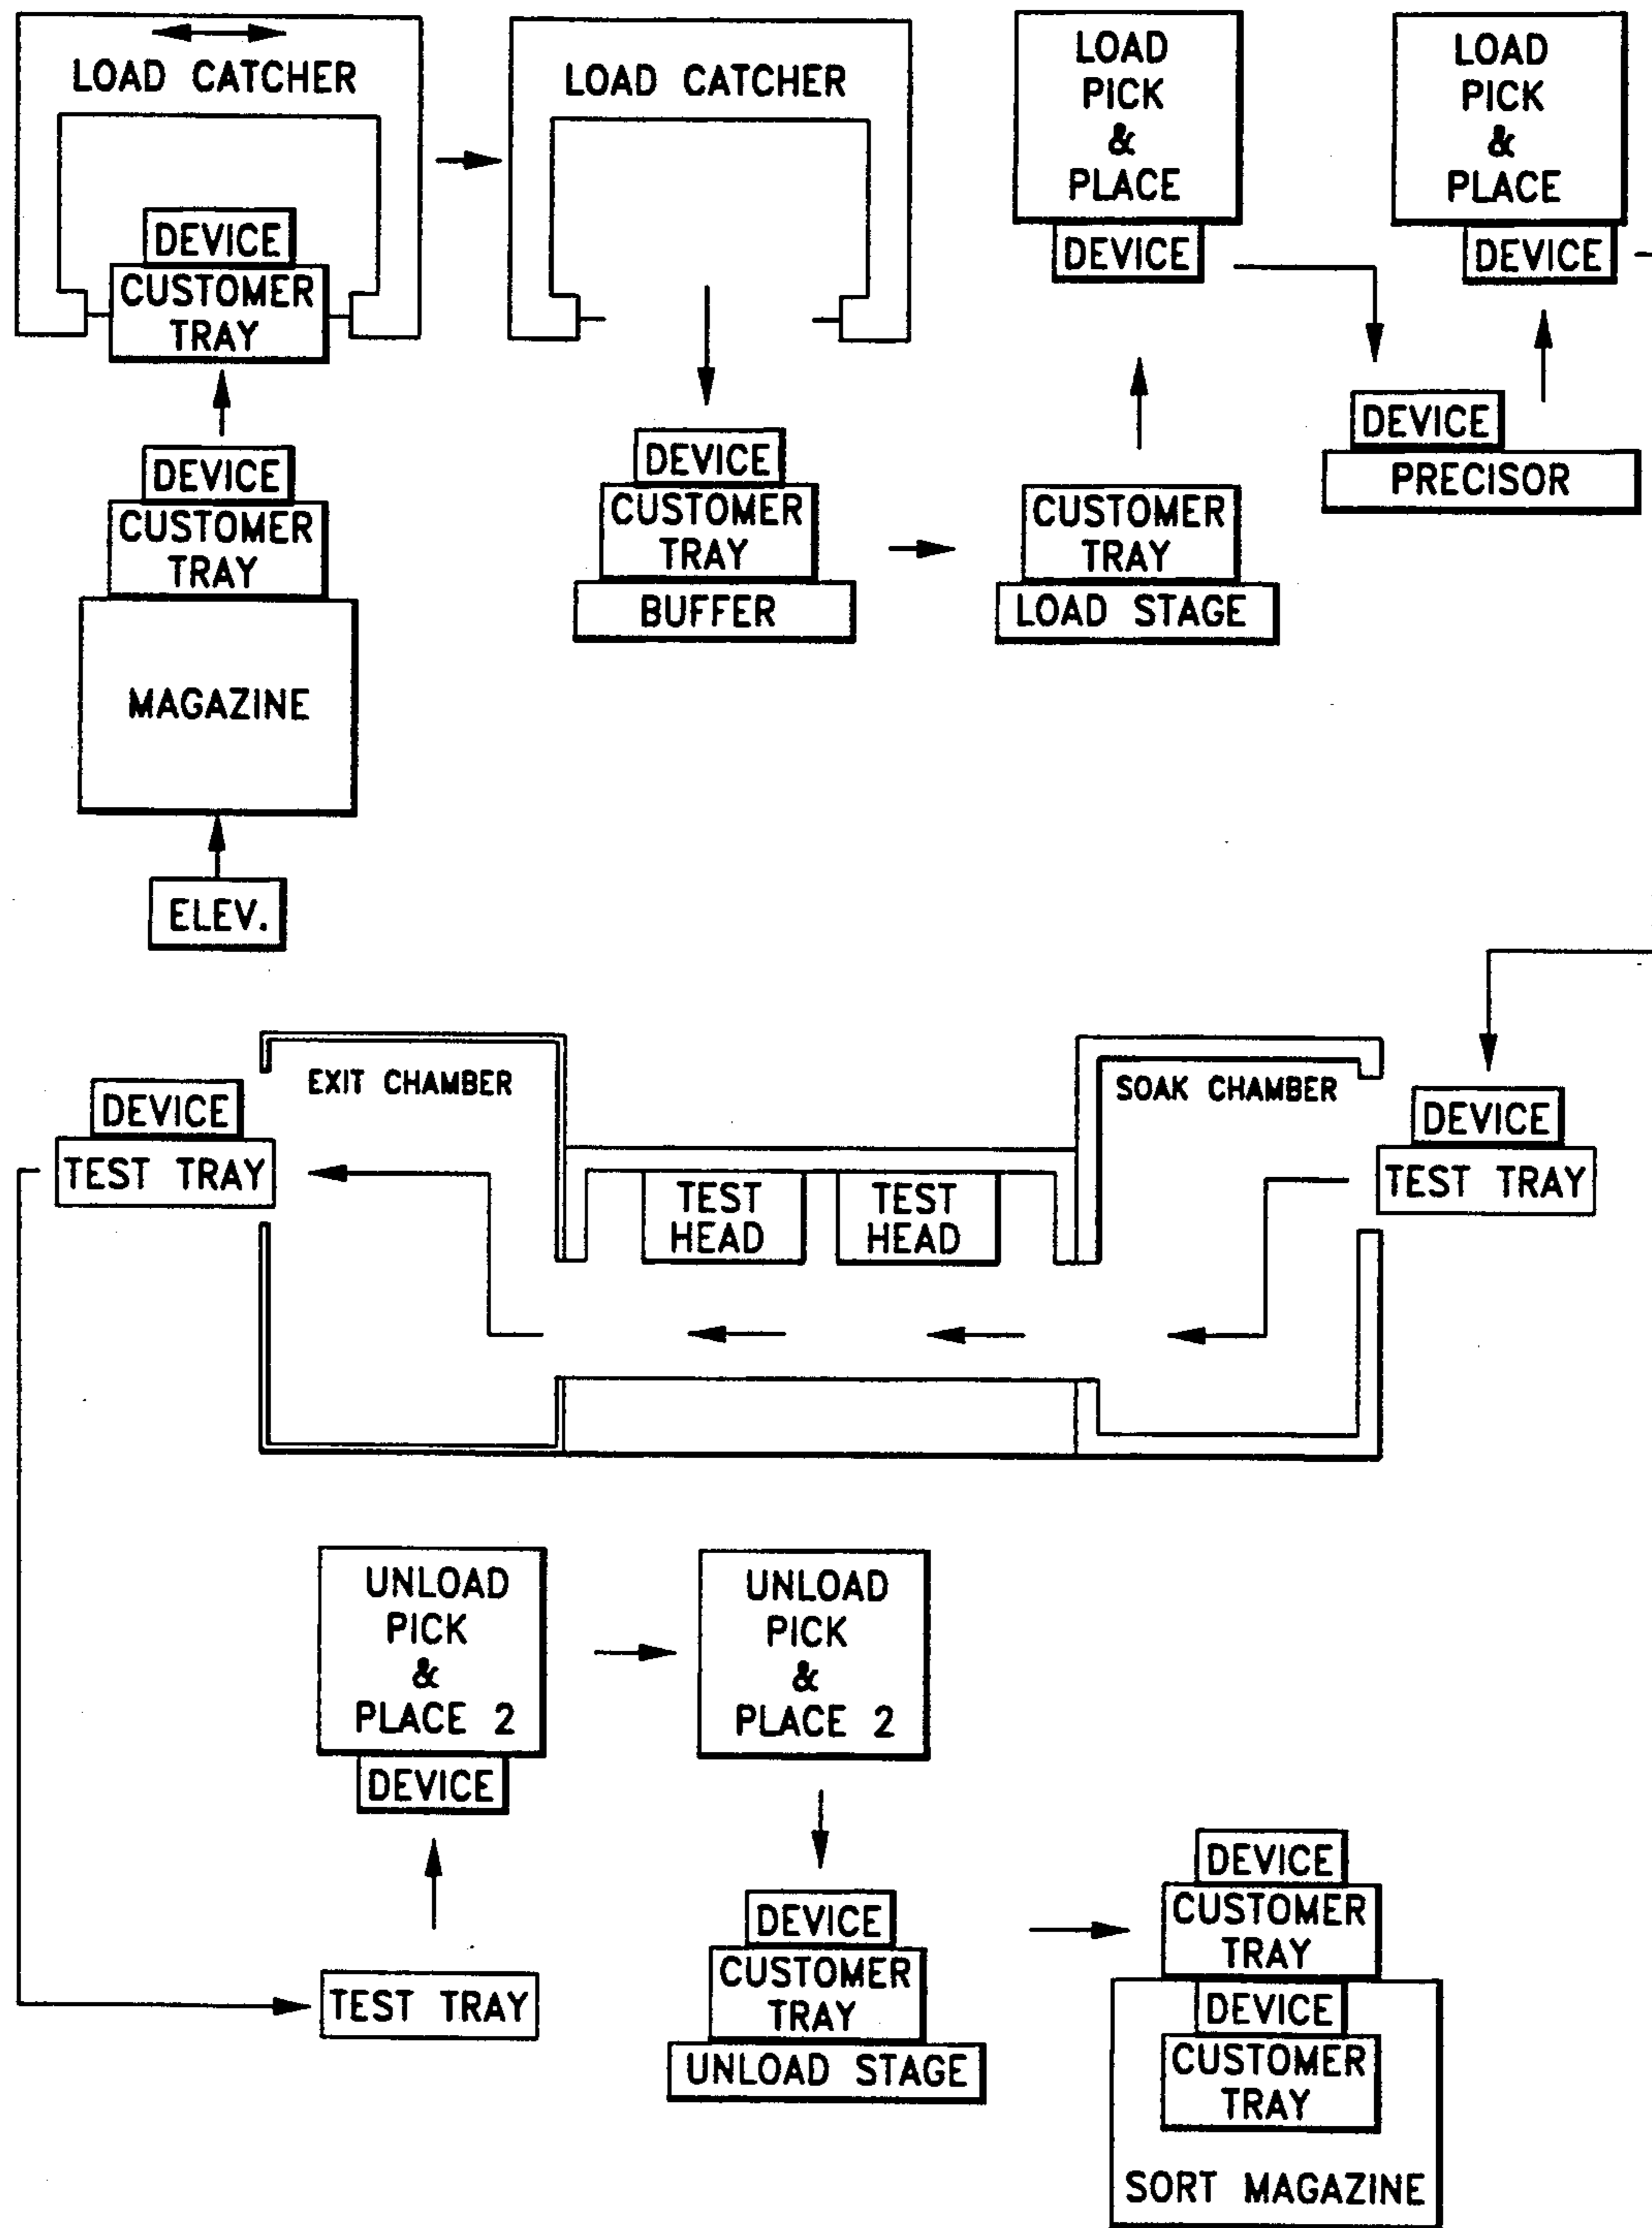 LOAD CATCHER
DEVICE
CUSTOMER
TRAY
DEVICE
CUSTOMER
TRAY
MAGAZINE
ELEV.
LOAD CATCHER
DEVICE
CUSTOMER
TRAY
BUFFER
LOAD
PICK
&
PLACE
DEVICE
CUSTOMER
TRAY
LOAD STAGE
LOAD
PICK
&
PLACE
DEVICE
DEVICE
PRECISOR
EXIT CHAMBER
SOAK CHAMBER
DEVICE
TEST TRAY
TEST
HEAD
TEST
HEAD
DEVICE
TEST TRAY
UNLOAD
PICK
&
PLACE 2
DEVICE
TEST TRAY
UNLOAD
PICK
&
PLACE 2
DEVICE
CUSTOMER
TRAY
UNLOAD STAGE
DEVICE
CUSTOMER
TRAY
DEVICE
CUSTOMER
TRAY
SORT MAGAZINE